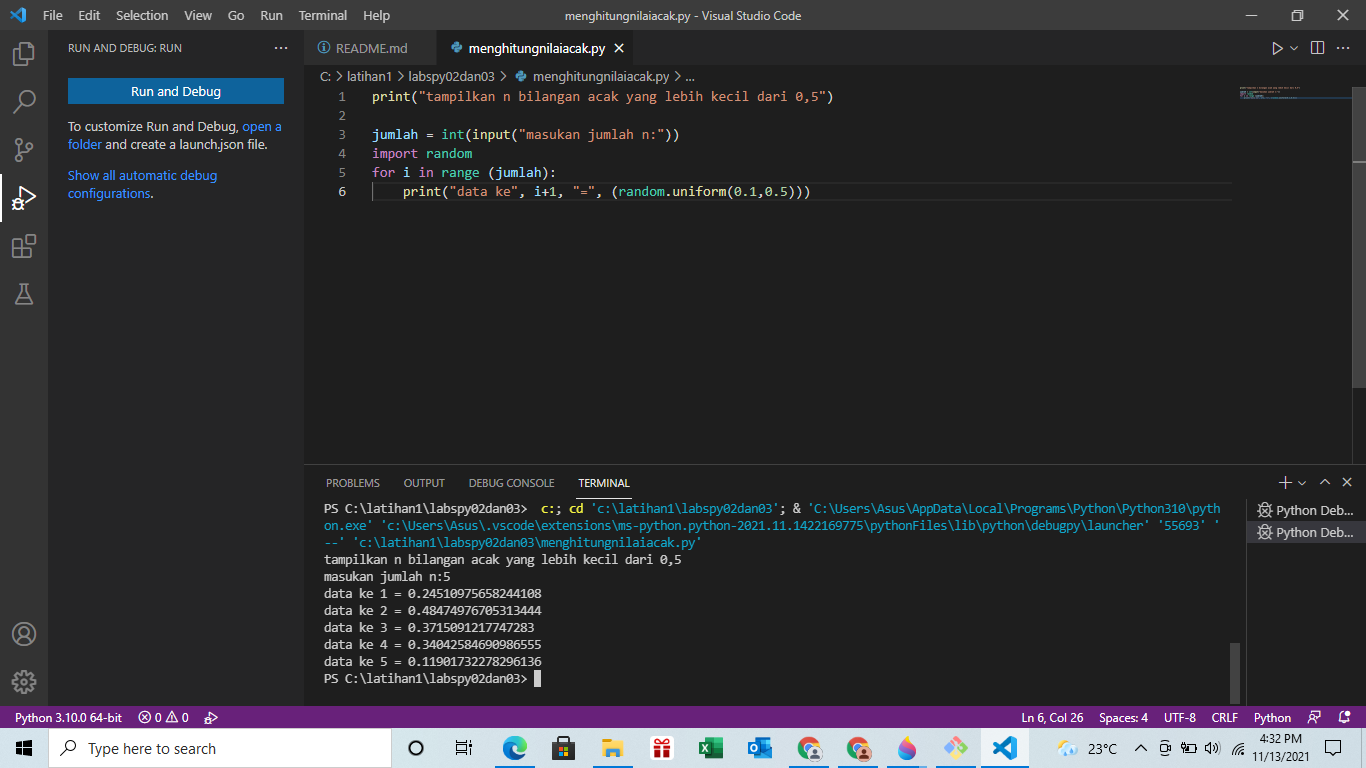 File Edit Selection View Go Run Terminal Help menghitungnilaiacak.py - Visual Studio Code
RUN AND DEBUG: RUN
Run and Debug
To customize Run and Debug, open a
folder and create a launch.json file.
Show all automatic debug
configurations.
README.md menghitungnilaiacak.py
C: > latihan1 > labspy02dan03 > menghitungnilaiacak.py > ...
1 print("tampilkan n bilangan acak yang lebih kecil dari 0,5")
2
3 jumlah = int(input("masukan jumlah n:"))
4 import random
5 for i in range (jumlah):
6 print("data ke", i+1, "=", (random.uniform(0.1,0.5)))
PROBLEMS OUTPUT DEBUG CONSOLE TERMINAL
PS C:\latihan1\labspy02dan03> c:; cd 'c:\latihan1\labspy02dan03'; & 'C:\Users\Asus\AppData\Local\Programs\Python\Python310\pyth
on.exe' 'c:\Users\Asus\.vscode\extensions\ms-python.python-2021.11.1422169775\pythonFiles\lib\python\debugpy\launcher' '55693' '
--' 'c:\latihan1\labspy02dan03\menghitungnilaiacak.py'
tampilkan n bilangan acak yang lebih kecil dari 0,5
masukan jumlah n:5
data ke 1 = 0.24510975658244108
data ke 2 = 0.48474976705313444
data ke 3 = 0.3715091217747283
data ke 4 = 0.34042584690986555
data ke 5 = 0.11901732278296136
PS C:\latihan1\labspy02dan03>
Python Deb...
Python Deb...
Python 3.10.0 64-bit 0 0 Ln 6, Col 26 Spaces: 4 UTF-8 CRLF Python
Type here to search 23°C 4:32 PM
11/13/2021